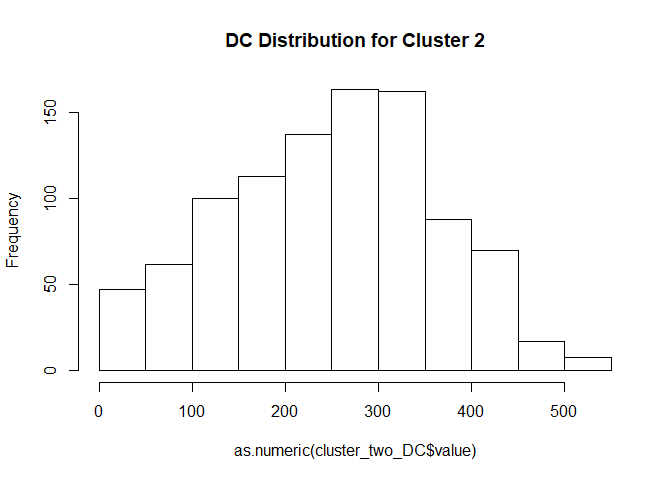 DC Distribution for Cluster 2
Frequency
150
100
50
0
0 100 200 300 400 500
as.numeric(cluster_two_DC$value)